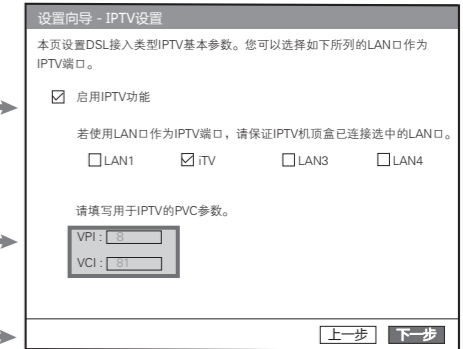 设置向导 - IPTV设置
本页设置DSL接入类型IPTV基本参数。您可以选择如下所列的LAN口作为
IPTV端口。
启用IPTV功能
若使用LAN口作为IPTV端口，请保证IPTV机顶盒已连接选中的LAN口。
LAN1 iTV LAN3 LAN4
请填写用于IPTV的PVC参数。
VPI : 8
VCI : 81
上一步 下一步